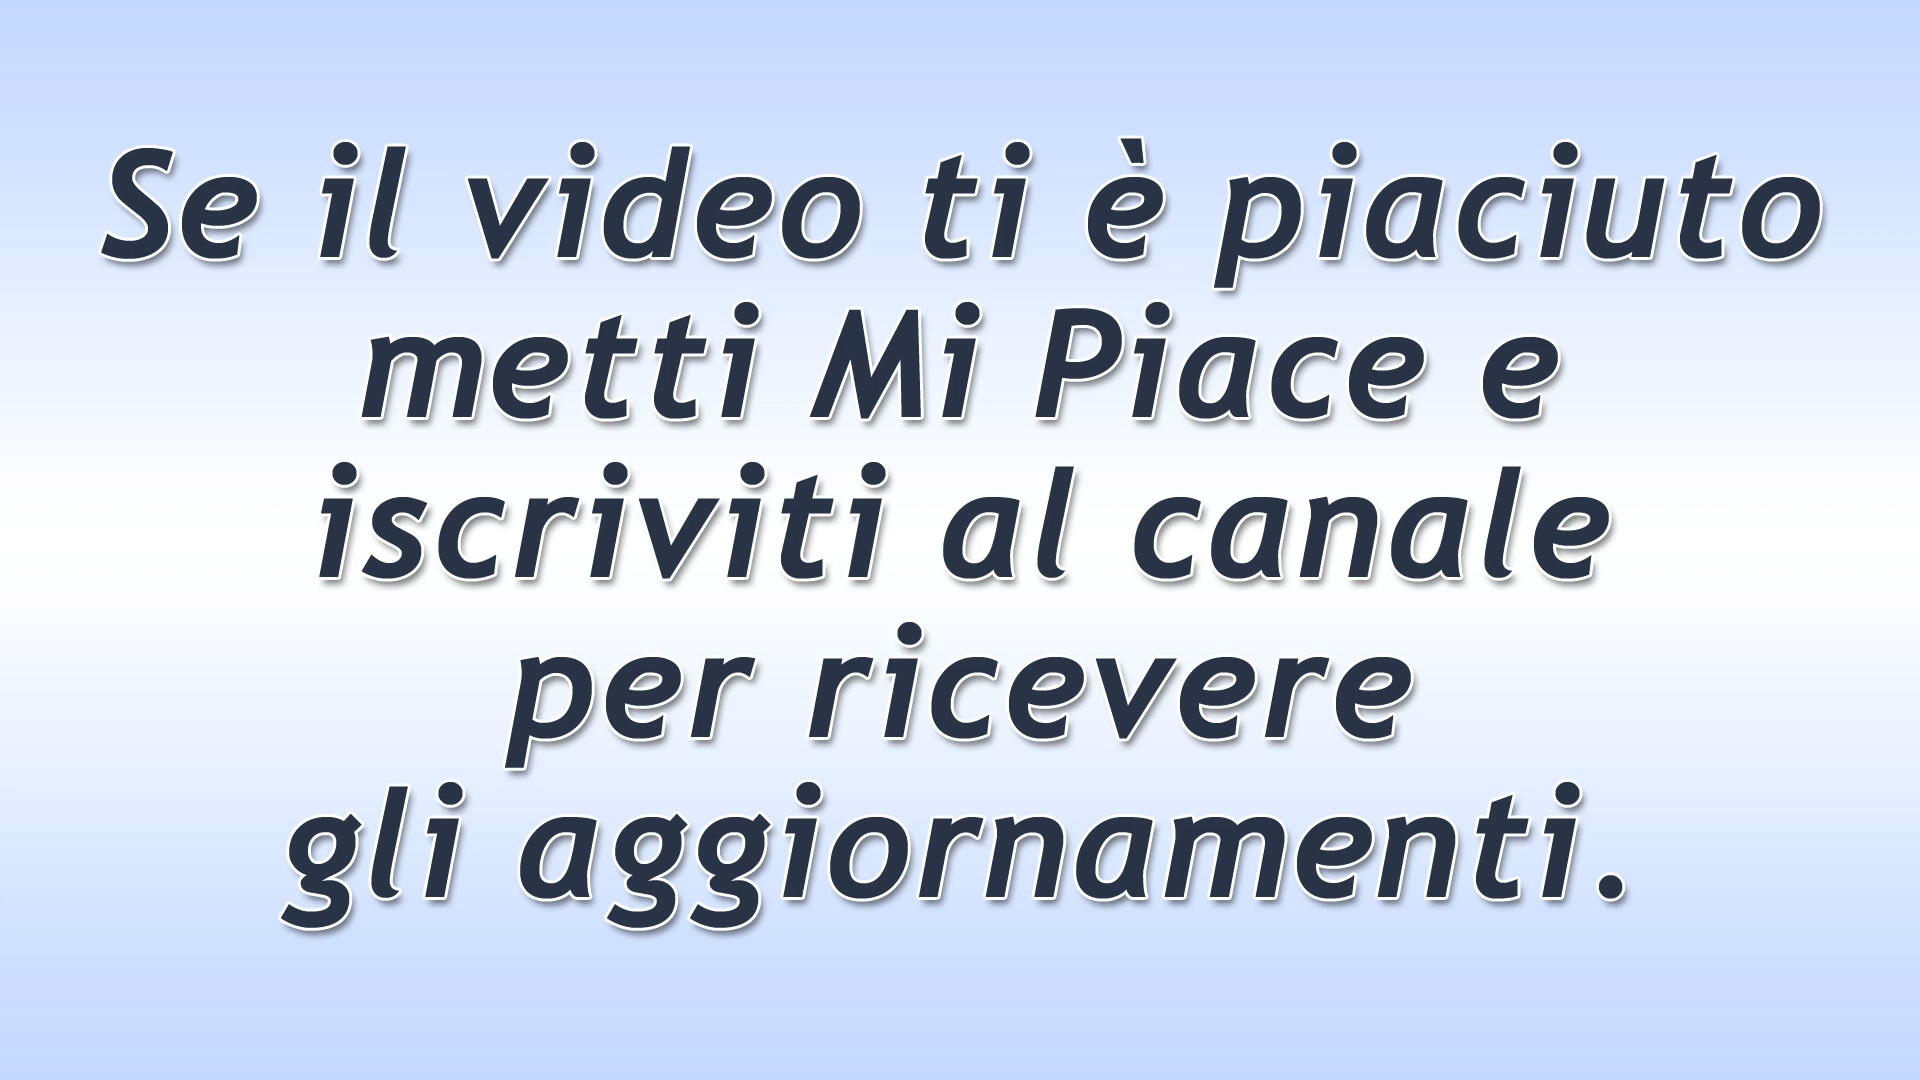 Se il video ti è piaciuto
metti Mi Piace e
iscriviti al canale
per ricevere
gli aggiornamenti.